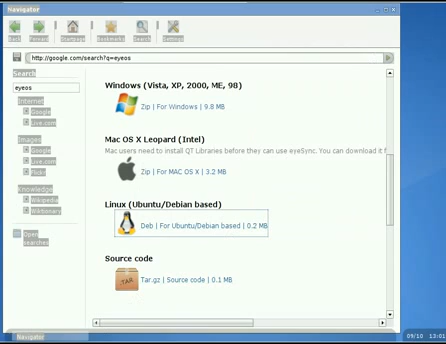 Navigator
Back
Forward
Startpage
Bookmarks
Search
Settings
http://google.com/search?q=eyeos
Search
eyeos
Internet
Google
Live.com
Images
Google
Live.com
Flickr
Knowledge
Wikipedia
Wiktionary
Open
searches
Windows (Vista, XP, 2000, ME, 98)
Zip | For Windows | 9.8 MB
Mac OS X Leopard (Intel)
Mac users need to install QT Libraries before they can use eyeSync. You can download it f
Zip | For MAC OS X | 3.2 MB
Linux (Ubuntu/Debian based)
Deb | For Ubuntu/Debian based | 0.2 MB
Source code
.TAR
Tar.gz | Source code | 0.1 MB
Navigator
09/10 13:01